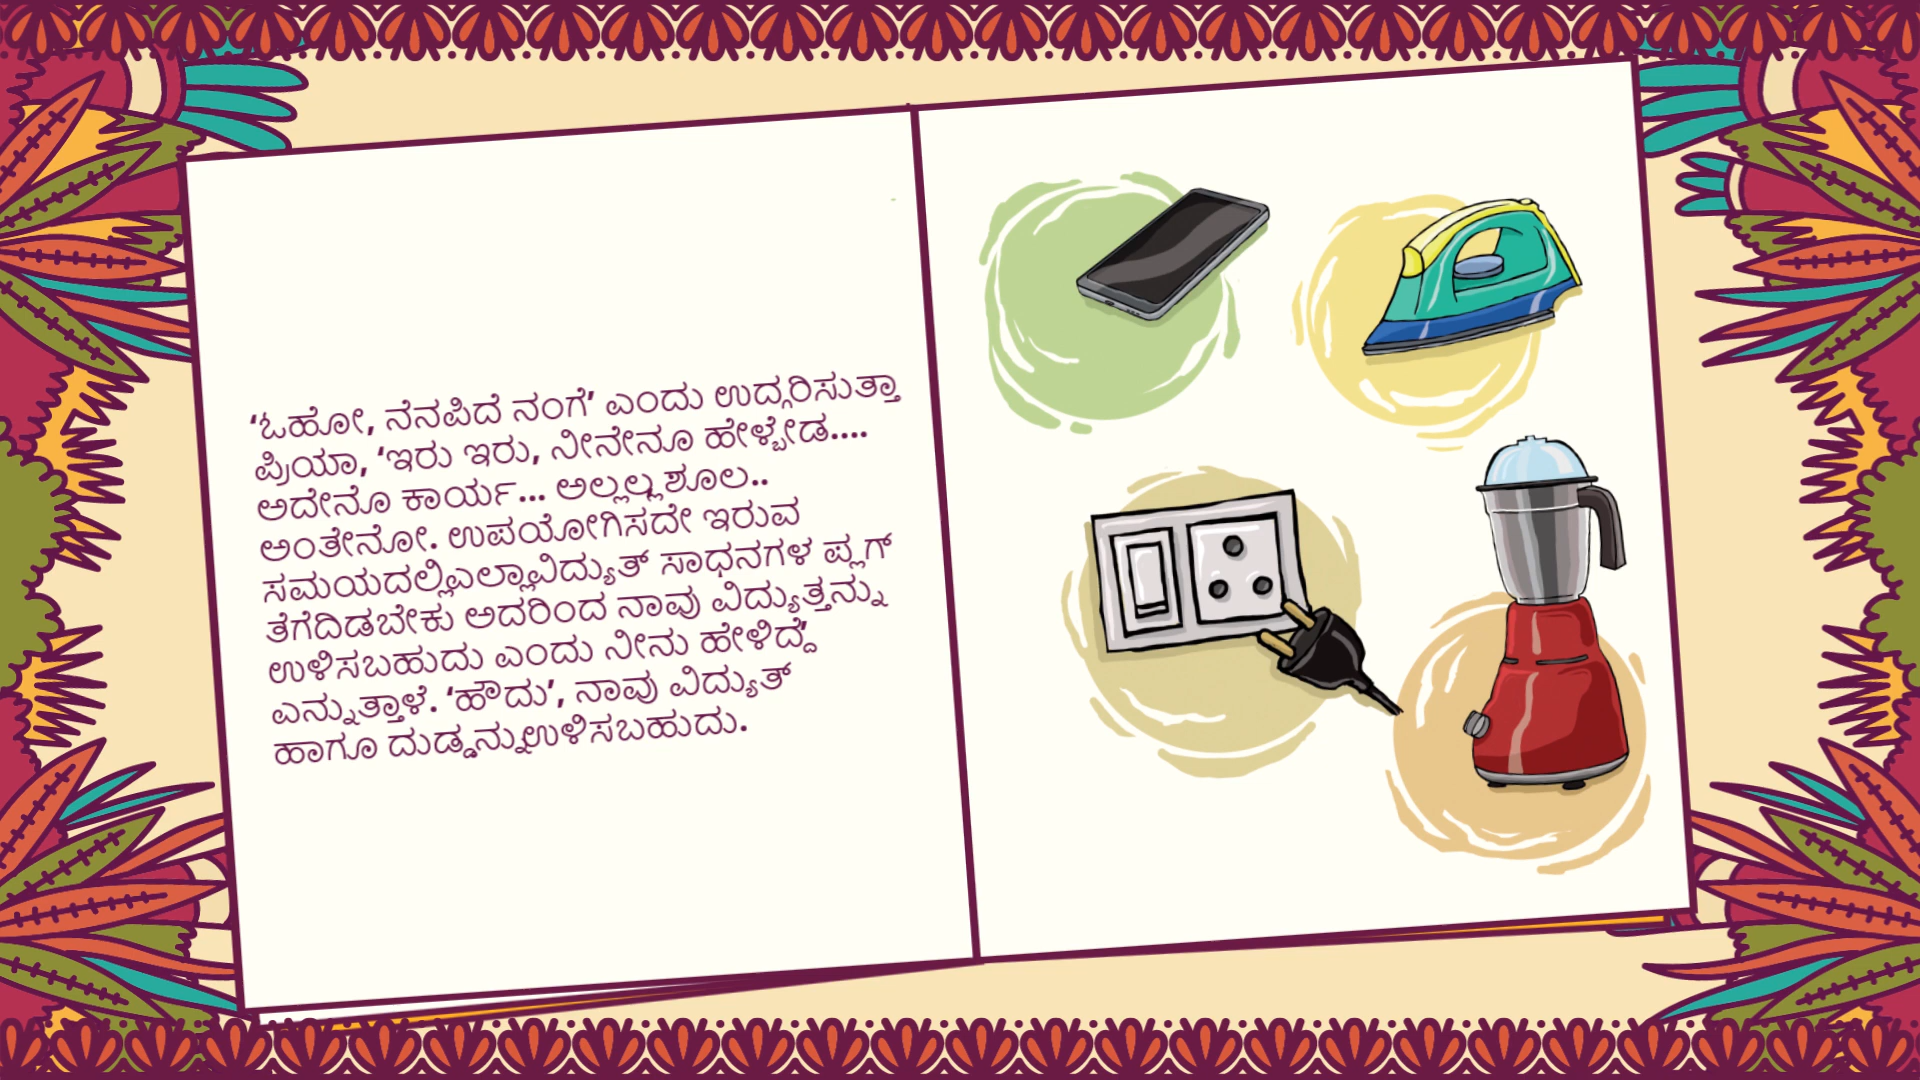 ‘ಓಹೋ, ನೆನಪಿದೆ ನಂಗೆ’ ಎಂದು ಉದ್ಗರಿಸುತ್ತಾ
ಪ್ರಿಯಾ, ‘ಇರು ಇರು, ನೀನೇನೂ ಹೇಳ್ಬೇಡ....
ಅದೇನೊ ಕಾರ್ಯ... ಅಲ್ಲಲ್ಲ ಶೂಲ..
ಅಂತೇನೋ. ಉಪಯೋಗಿಸದೇ ಇರುವ
ಸಮಯದಲ್ಲಿ ಎಲ್ಲಾ ವಿದ್ಯುತ್ ಸಾಧನಗಳ ಪ್ಲಗ್
ತೆಗೆದಿಡಬೇಕು ಅದರಿಂದ ನಾವು ವಿದ್ಯುತ್ತನ್ನು
ಉಳಿಸಬಹುದು ಎಂದು ನೀನು ಹೇಳಿದ್ದೆ’
ಎನ್ನುತ್ತಾಳೆ. ‘ಹೌದು’, ನಾವು ವಿದ್ಯುತ್
ಹಾಗೂ ದುಡ್ಡನ್ನು ಉಳಿಸಬಹುದು.